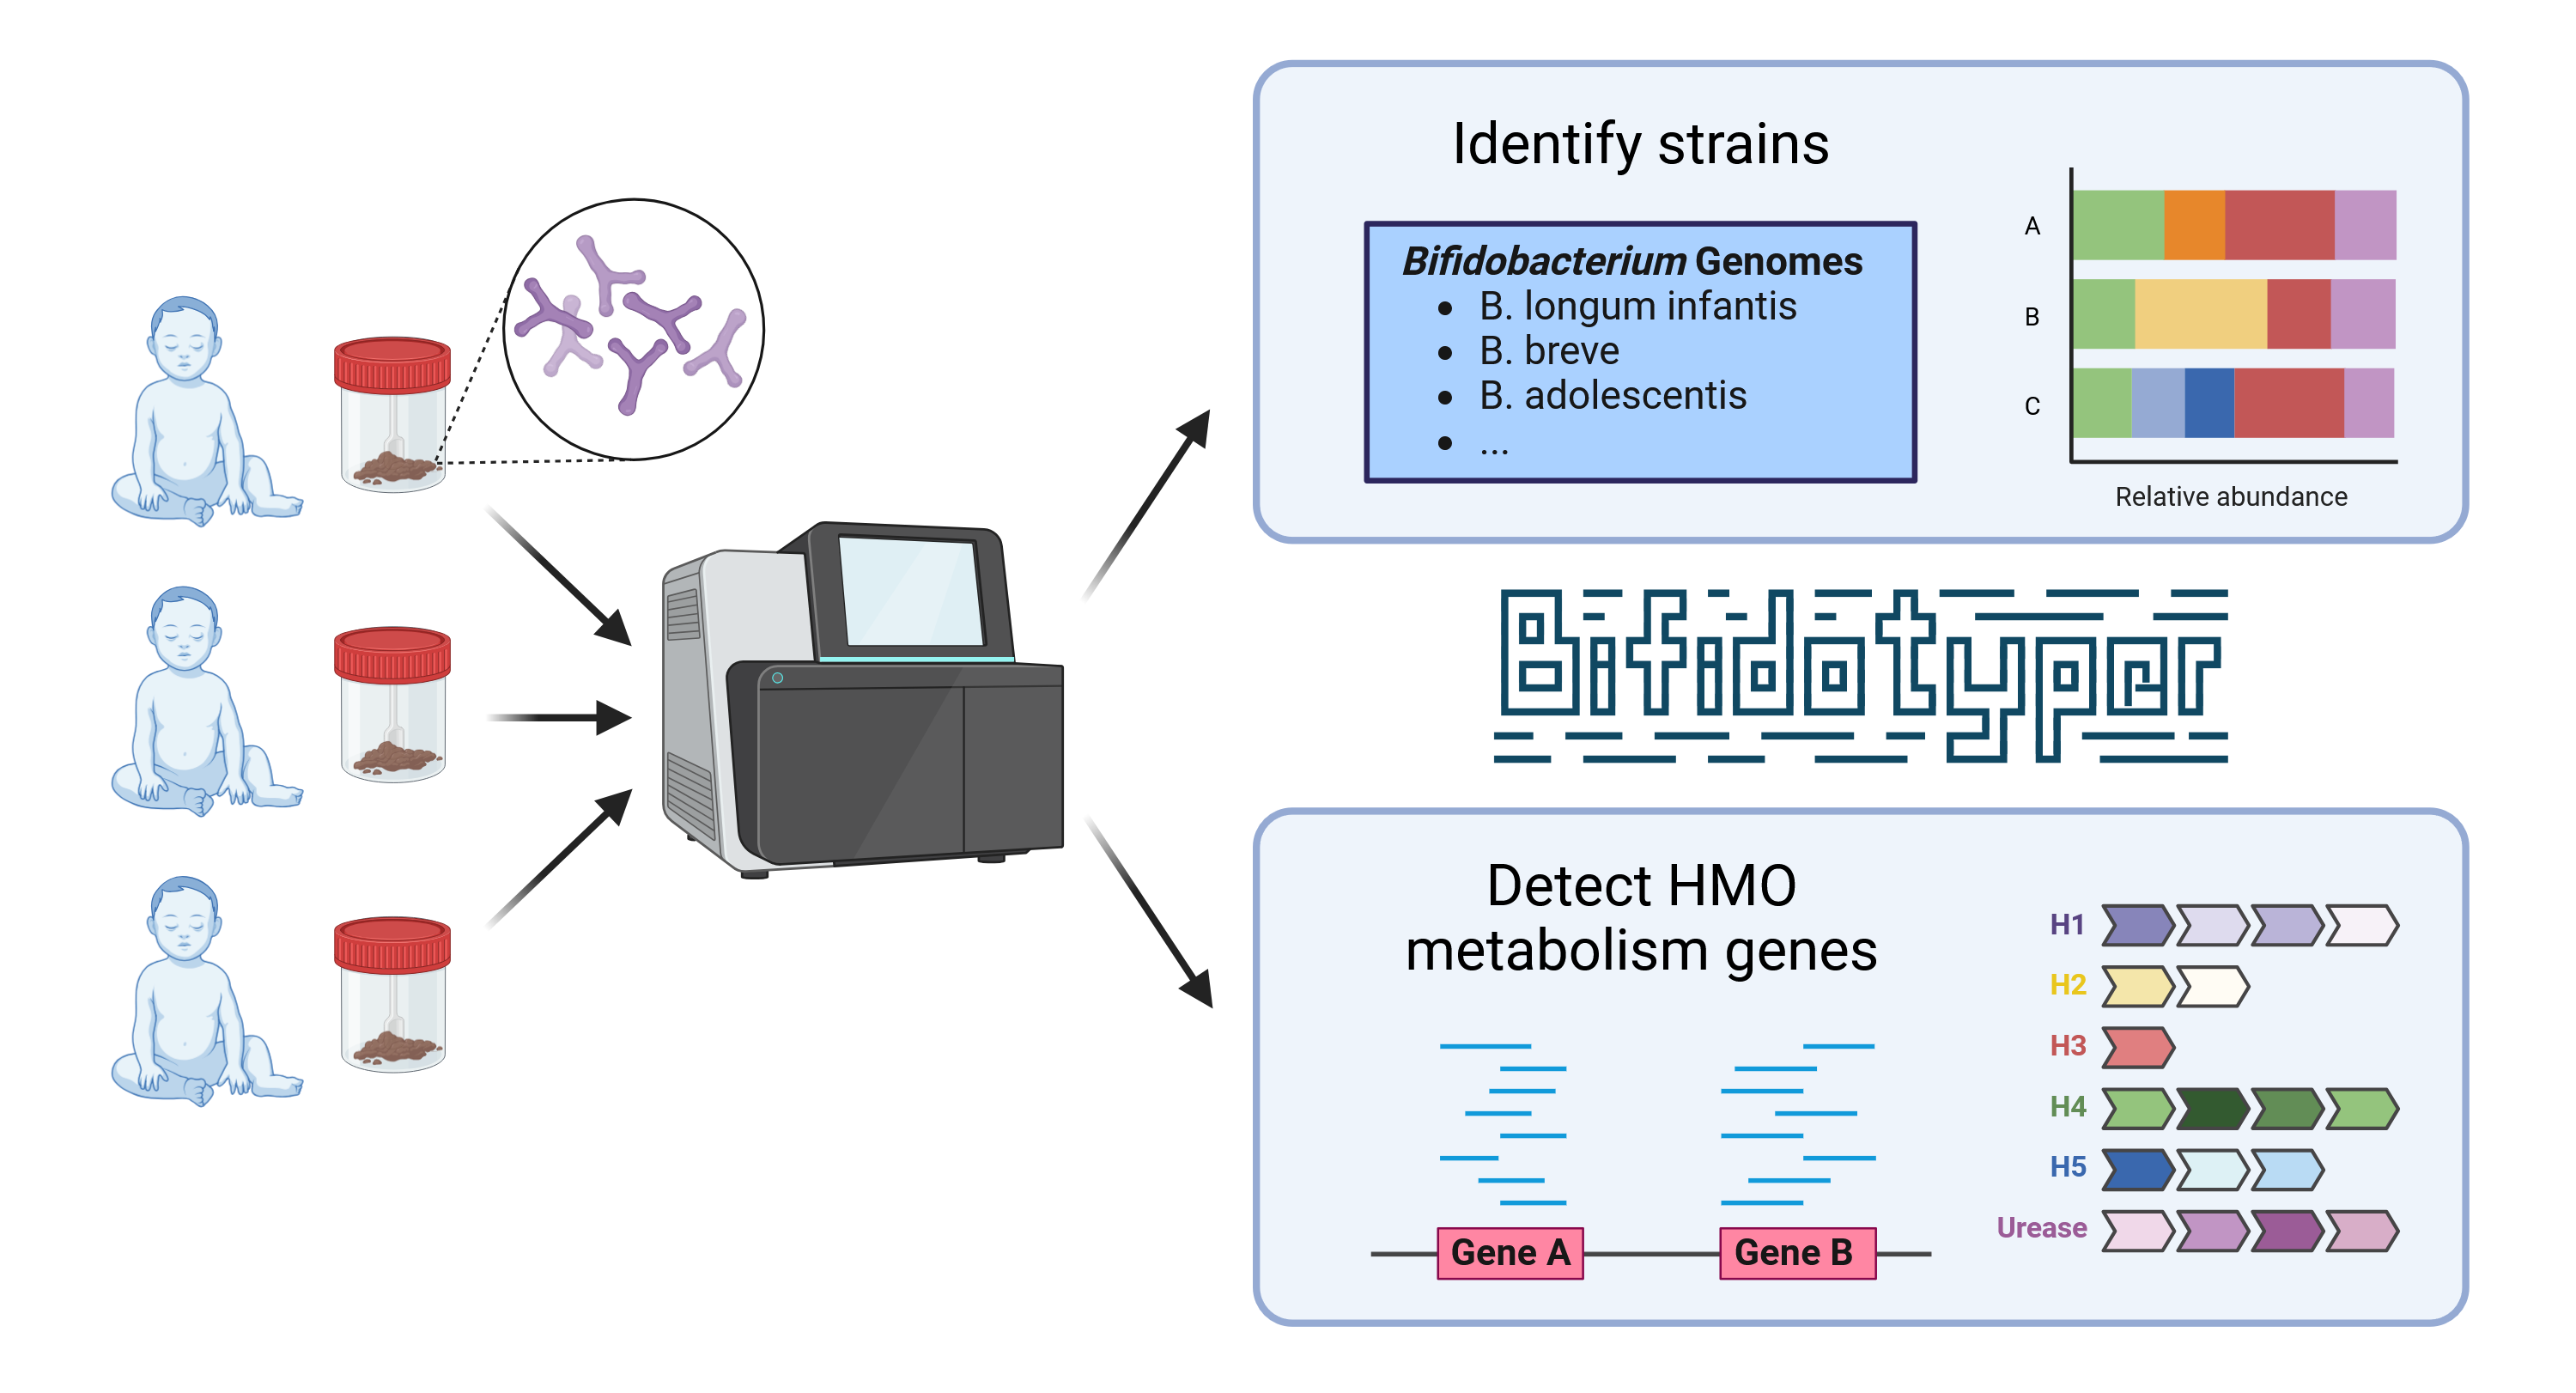 Identify strains
Bifidobacterium Genomes
• B. longum infantis
• B. breve
• B. adolescentis
• ...
A
B
C
Relative abundance
Bifidotyper
Detect HMO
metabolism genes
Gene A
Gene B
H1
H2
H3
H4
H5
Urease